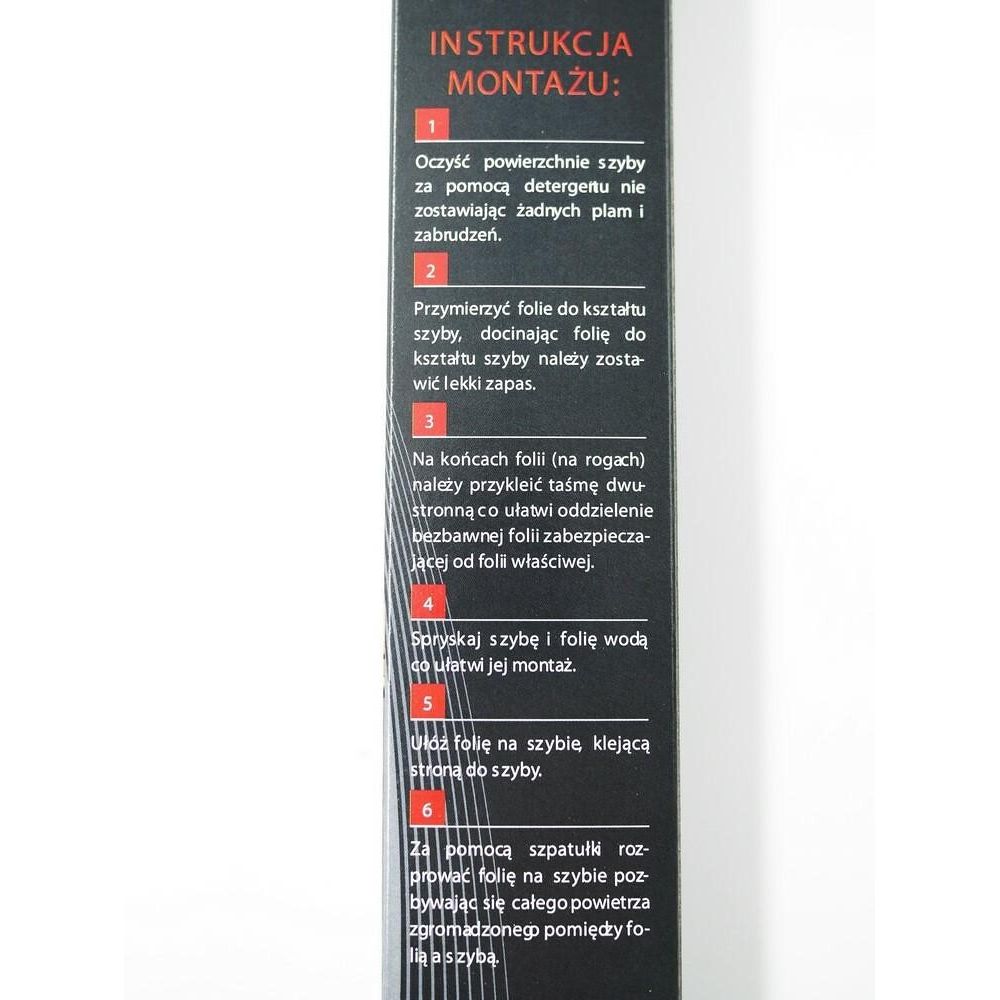 INSTRUKCJA
MONTAŻU:
1
Oczyść powierzchnie szyby
za pomocą detergentu nie
zostawiając żadnych plam i
zabrudzeń.
2
Przymierzyć folie do kształtu
szyby, docinając folię do
kształtu szyby należy zosta-
wić lekki zapas.
3
Na końcach folii (na rogach)
należy przykleić taśmę dwu-
stronną co ułatwi oddzielenie
bezbarwnej folii zabezpiecza-
jącej od folii właściwej.
4
Spryskaj szybę i folię wodą
co ułatwi jej montaż.
5
Ułóż folię na szybie, klejącą
stroną do szyby.
6
Za pomocą szpatułki roz-
prować folię na szybie poz-
bywając się całego powietrza
zgromadzonego pomiędzy fo-
lią a szybą.